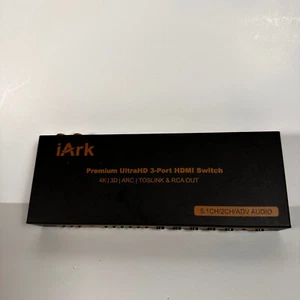 iArk
Premium UltraHD 3-Port HDMI Switch
4K | 3D | ARC | TOSLINK & RCA OUT
5.1CH/2CH/ADV AUDIO